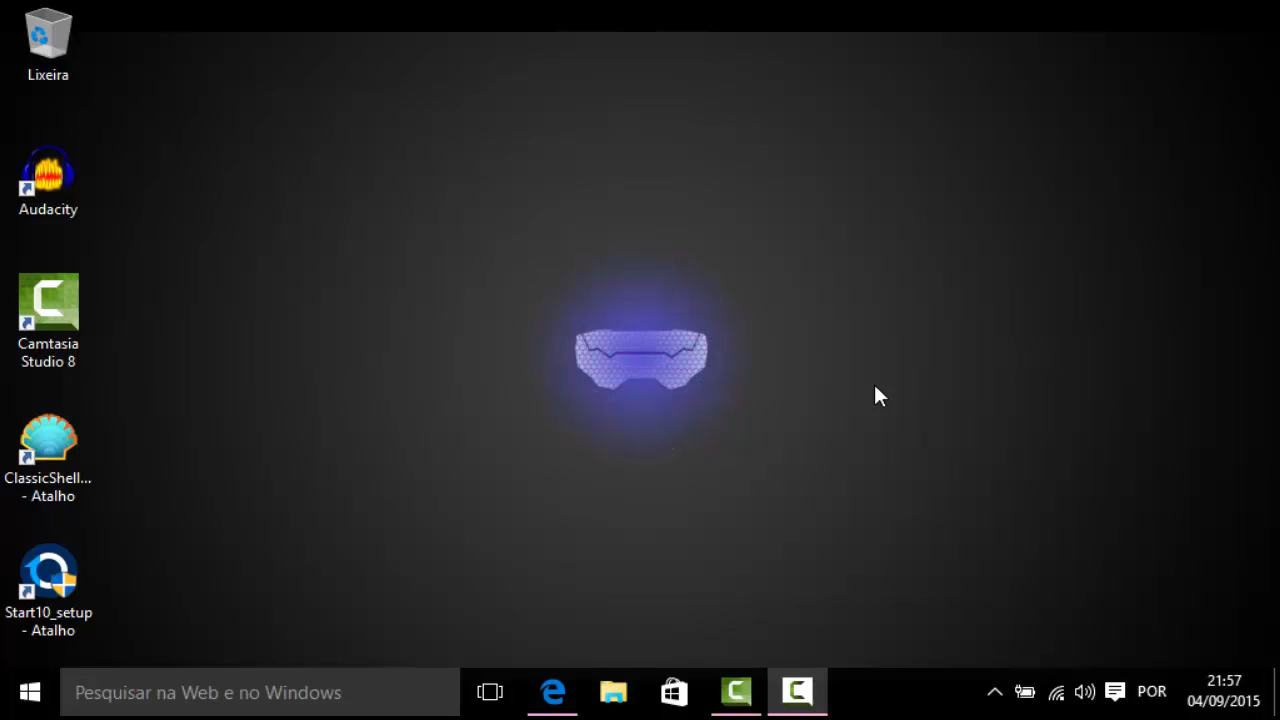 Lixeira
Audacity
Camtasia
Studio 8
ClassicShell...
- Atalho
Start10_setup
- Atalho
Pesquisar na Web e no Windows
POR
21:57
04/09/2015